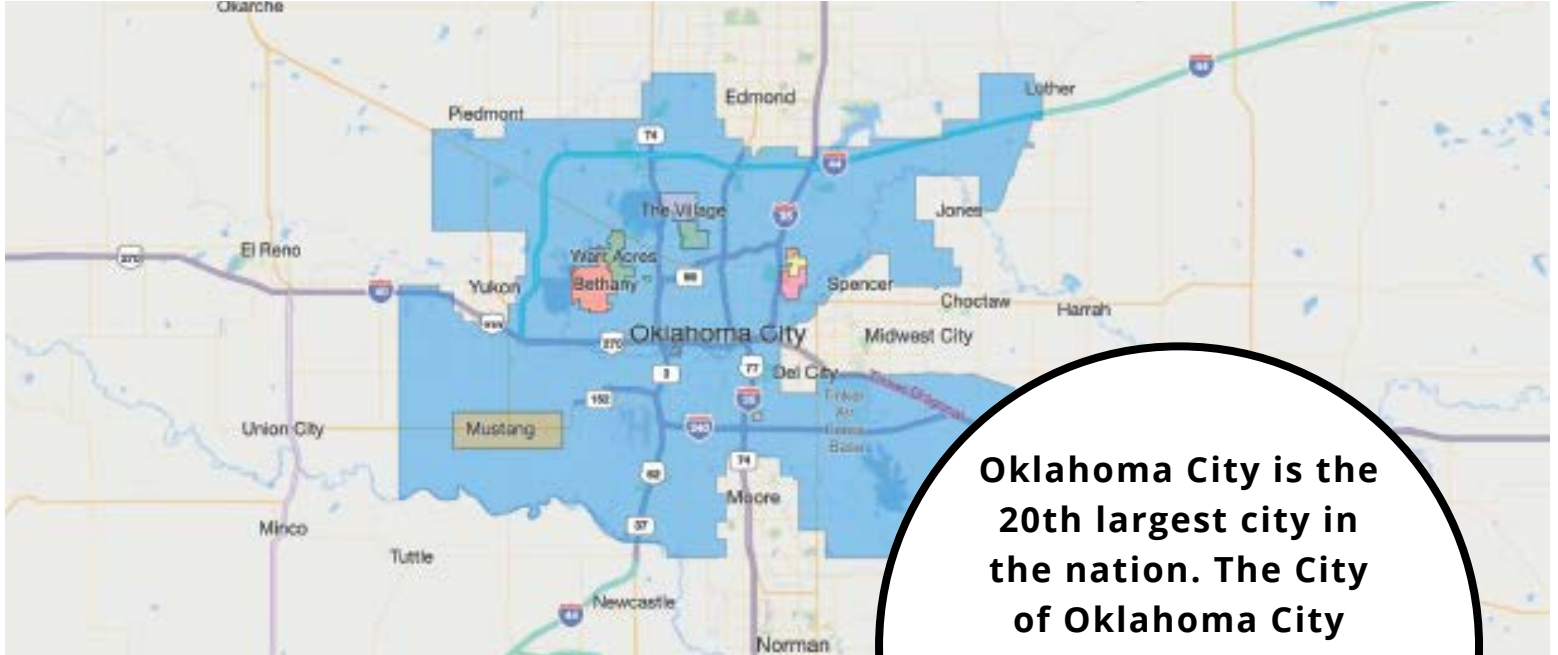 Okarche
Luther
Edmond
Piedmont
74
44
44
The Village
35
Jones
El Reno
270
Warr Acres
66
Yukon
Bethany
Spencer
40
Choctaw
Harrah
Oklahoma City
Midwest City
270
3
77
Del City
152
35
Tinker
Air
Force
Base
Union City
Mustang
240
74
62
Moore
37
Minco
Tuttle
Newcastle
44
Norman
Oklahoma City is the
20th largest city in
the nation. The City
of Oklahoma City